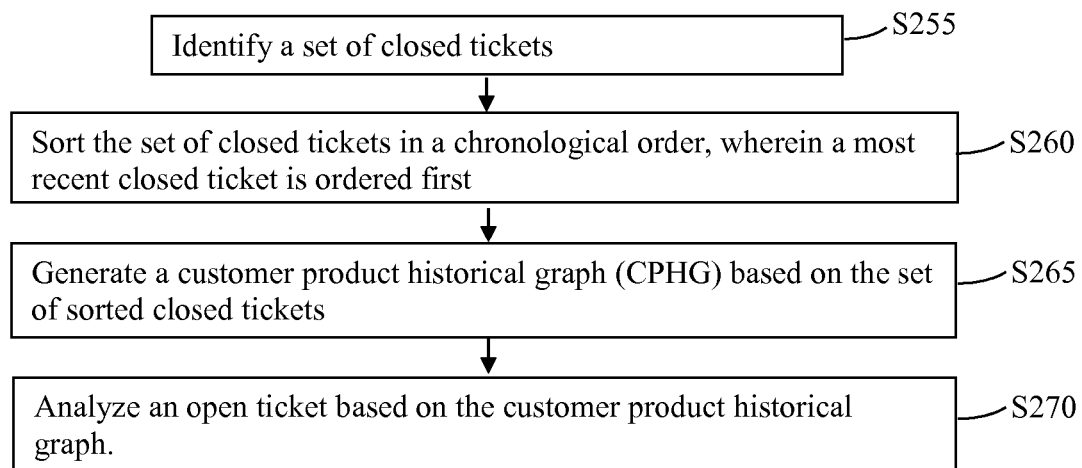 Identify a set of closed tickets
S255
Sort the set of closed tickets in a chronological order, wherein a most
recent closed ticket is ordered first
S260
Generate a customer product historical graph (CPHG) based on the set
of sorted closed tickets
S265
Analyze an open ticket based on the customer product historical
graph.
S270